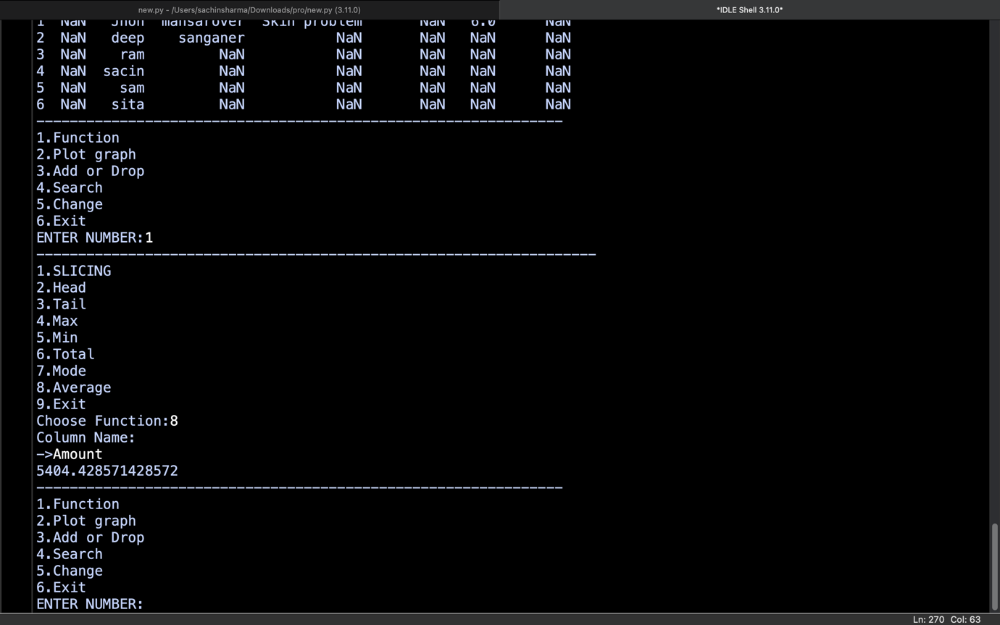 new.py - /Users/sachinsharma/Downloads/pro/new.py (3.11.0)
*IDLE Shell 3.11.0*
1 NaN Jhon mansarover Skin problem NaN 6.0 NaN
2 NaN deep sanganer NaN NaN NaN NaN
3 NaN ram NaN NaN NaN NaN NaN
4 NaN sacin NaN NaN NaN NaN NaN
5 NaN sam NaN NaN NaN NaN NaN
6 NaN sita NaN NaN NaN NaN NaN
---------------------------------------------------------------
1.Function
2.Plot graph
3.Add or Drop
4.Search
5.Change
6.Exit
ENTER NUMBER:1
-------------------------------------------------------------------
1.SLICING
2.Head
3.Tail
4.Max
5.Min
6.Total
7.Mode
8.Average
9.Exit
Choose Function:8
Column Name:
->Amount
5404.428571428572
---------------------------------------------------------------
1.Function
2.Plot graph
3.Add or Drop
4.Search
5.Change
6.Exit
ENTER NUMBER:
Ln: 270 Col: 63